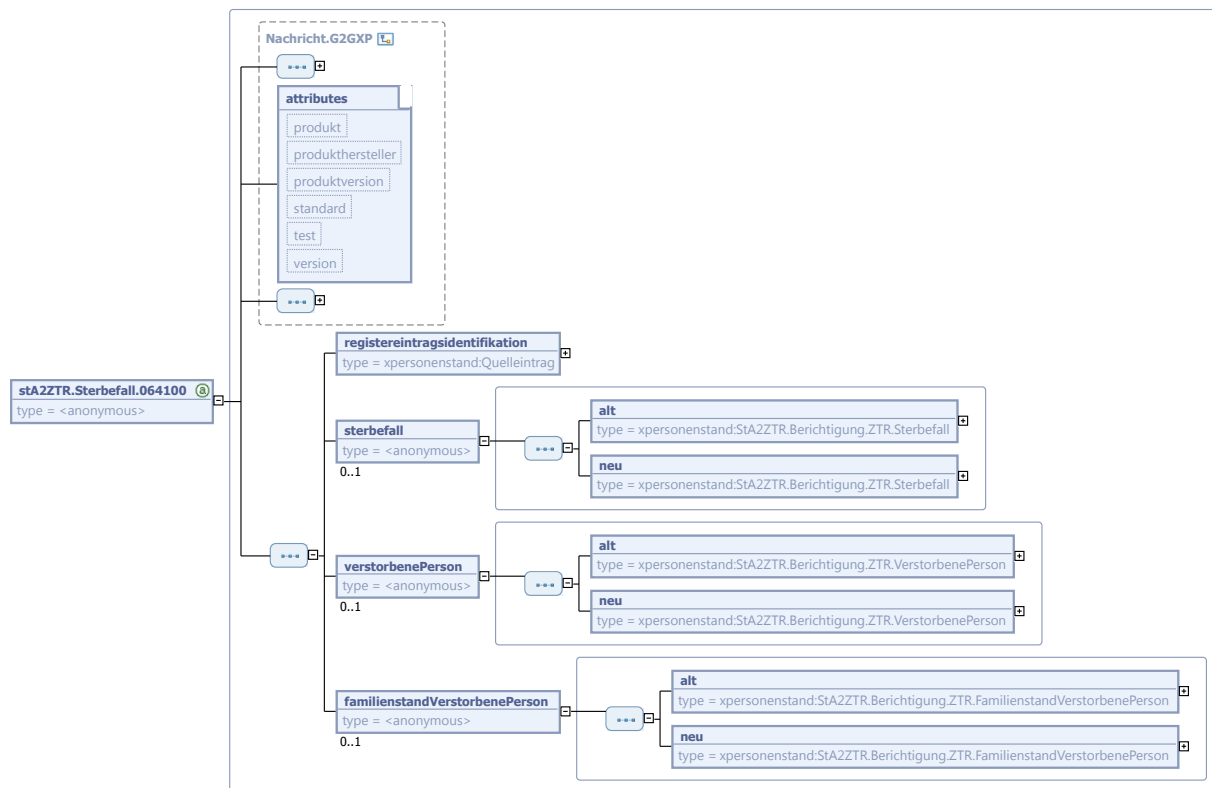 Nachricht.G2GXP
attributes
produkt
produkthersteller
produktversion
standard
test
version
registereintragsidentifikation
type = xpersonenstand:Quelleintrag
stA2ZTR.Sterbefall.064100 a
type = <anonymous>
sterbefall
type = <anonymous>
0..1
alt
type = xpersonenstand:StA2ZTR.Berichtigung.ZTR.Sterbefall
neu
type = xpersonenstand:StA2ZTR.Berichtigung.ZTR.Sterbefall
verstorbenePerson
type = <anonymous>
0..1
alt
type = xpersonenstand:StA2ZTR.Berichtigung.ZTR.VerstorbenePerson
neu
type = xpersonenstand:StA2ZTR.Berichtigung.ZTR.VerstorbenePerson
familienstandVerstorbenePerson
type = <anonymous>
0..1
alt
type = xpersonenstand:StA2ZTR.Berichtigung.ZTR.FamilienstandVerstorbenePerson
neu
type = xpersonenstand:StA2ZTR.Berichtigung.ZTR.FamilienstandVerstorbenePerson